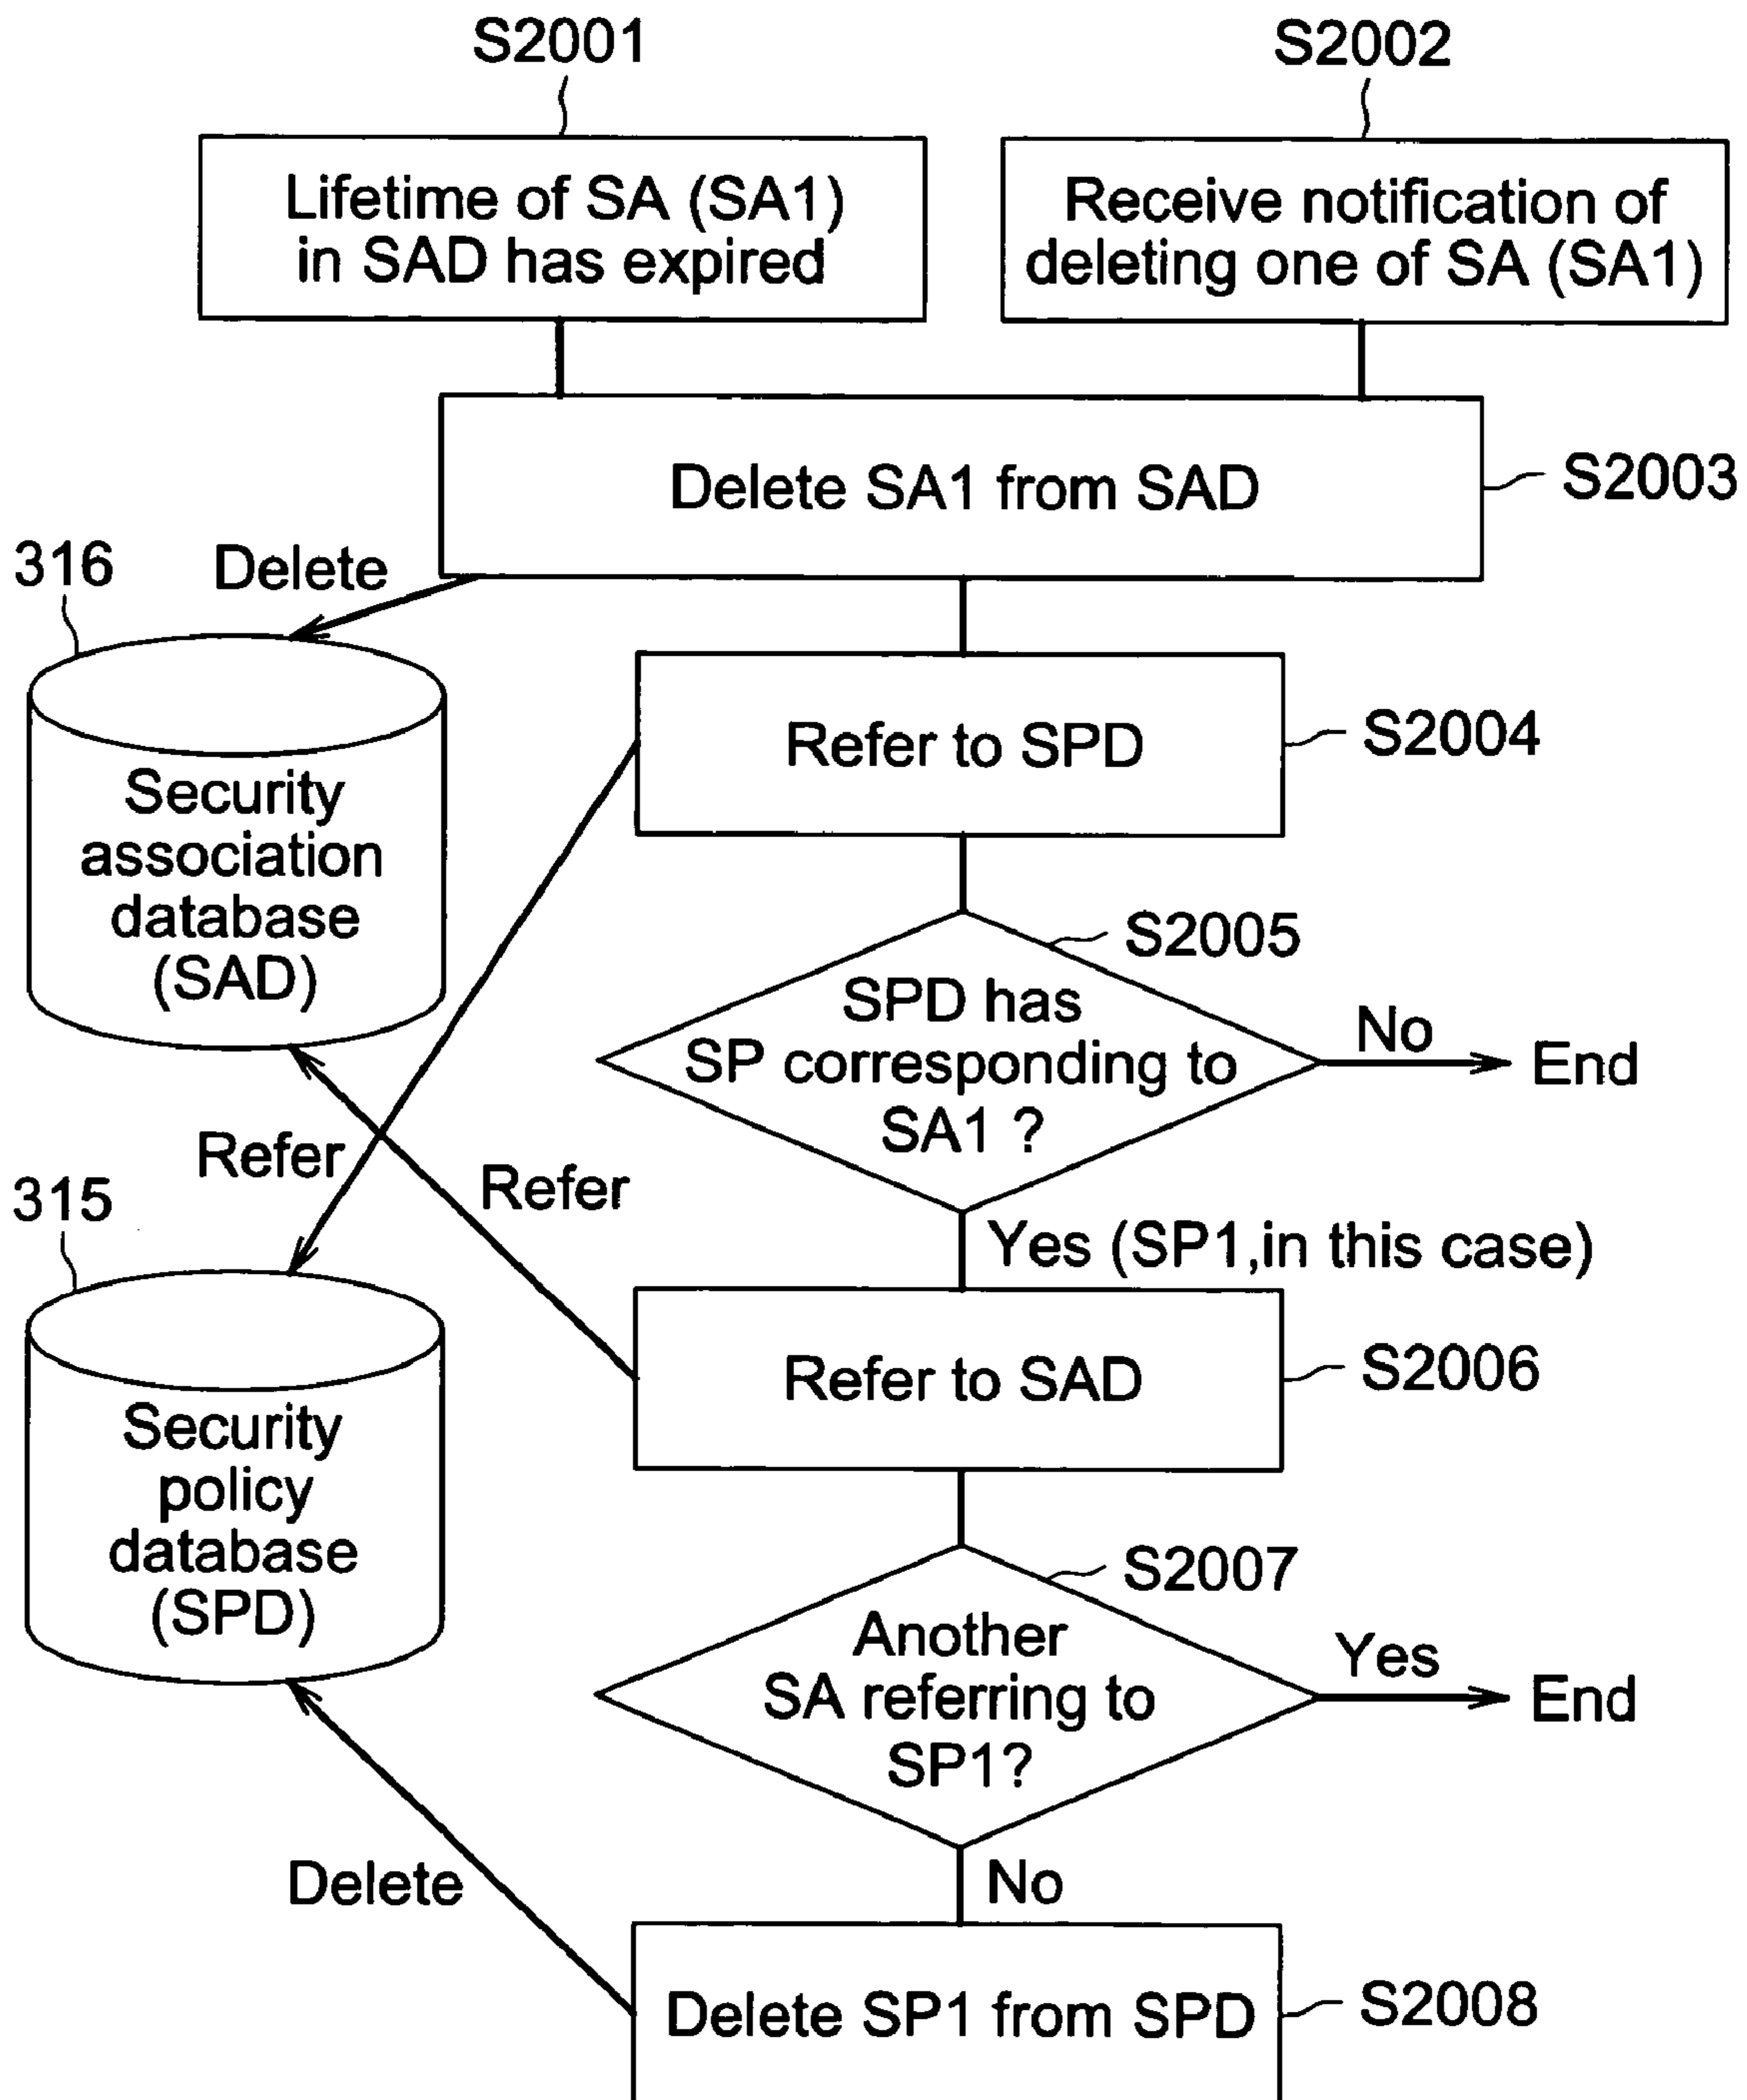 S2001
S2002
Lifetime of SA (SA1)
in SAD has expired
Receive notification of
deleting one of SA (SA1)
Delete SA1 from SAD
S2003
316
Delete
Security
association
database
(SAD)
Refer to SPD
S2004
S2005
SPD has
SP corresponding to
SA1 ?
No
End
Refer
Refer
315
Yes (SP1,in this case)
Security
policy
database
(SPD)
Refer to SAD
S2006
S2007
Another
SA referring to
SP1?
Yes
End
Delete
No
Delete SP1 from SPD
S2008